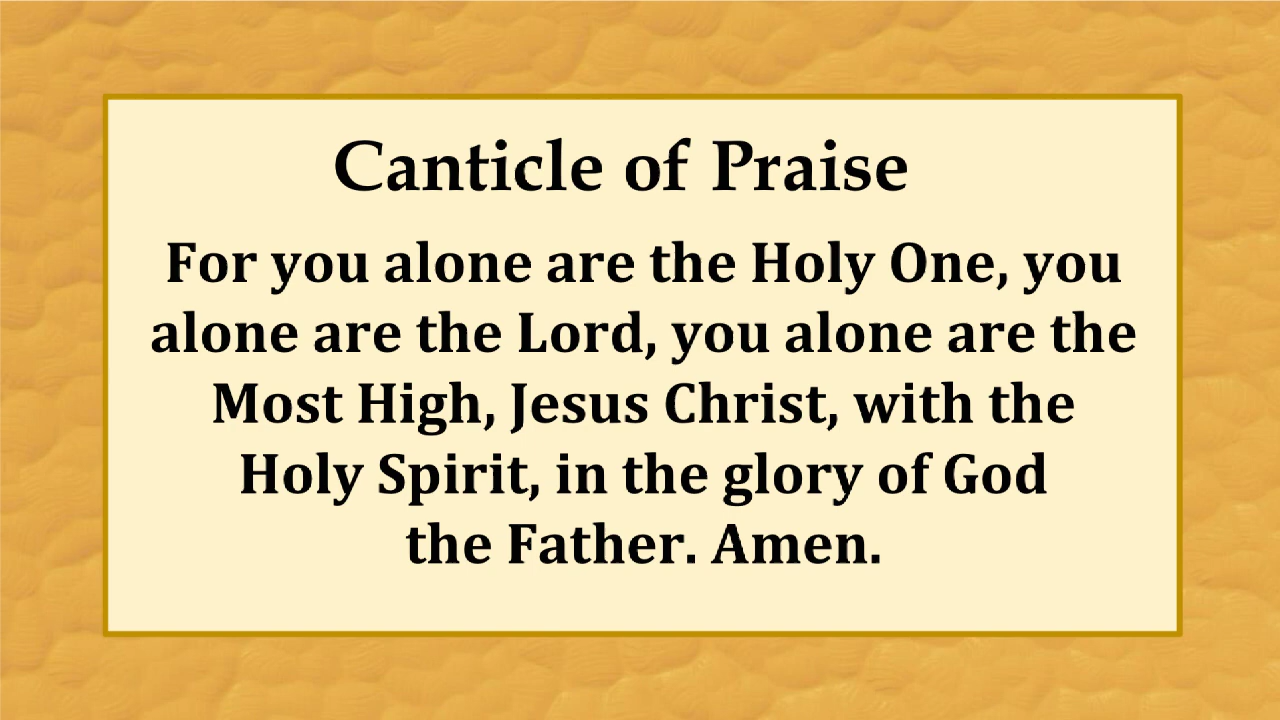 Canticle of Praise
For you alone are the Holy One, you
alone are the Lord, you alone are the
Most High, Jesus Christ, with the
Holy Spirit, in the glory of God
the Father. Amen.